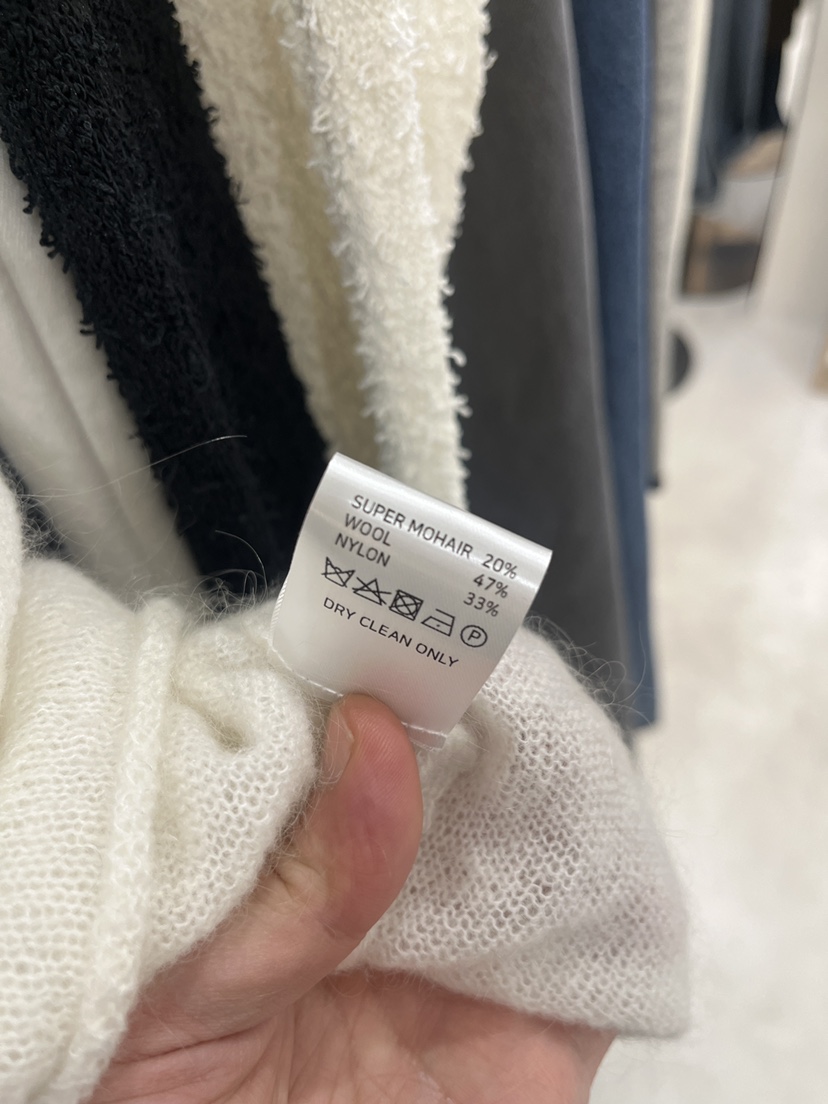 SUPER MOHAIR 20%
WOOL 47%
NYLON 33%
P
DRY CLEAN ONLY